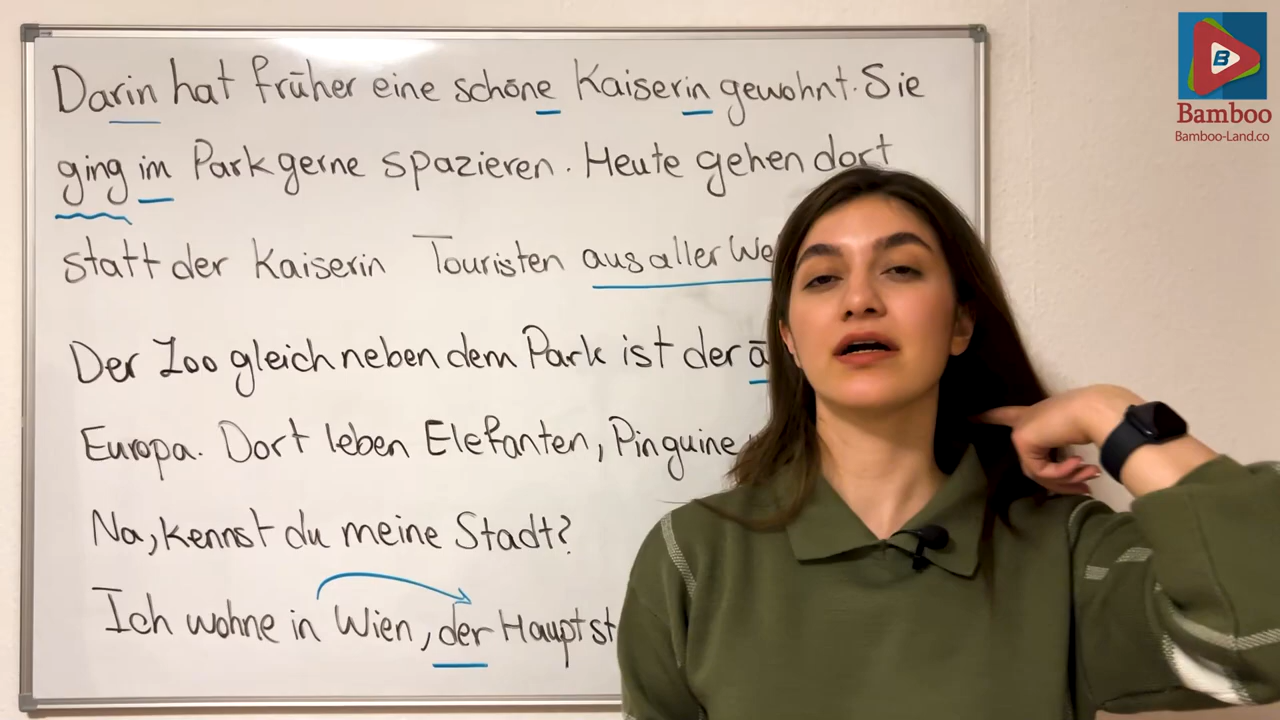 Darin hat früher eine schöne Kaiserin gewohnt. Sie
ging im Park gerne spazieren. Heute gehen dort
statt der Kaiserin Touristen aus aller We
Der Zoo gleich neben dem Park ist der ä
Europa. Dort leben Elefanten, Pinguine
Na, kennst du meine Stadt?
Ich wohne in Wien, der Hauptst
B
Bamboo
Bamboo-Land.co